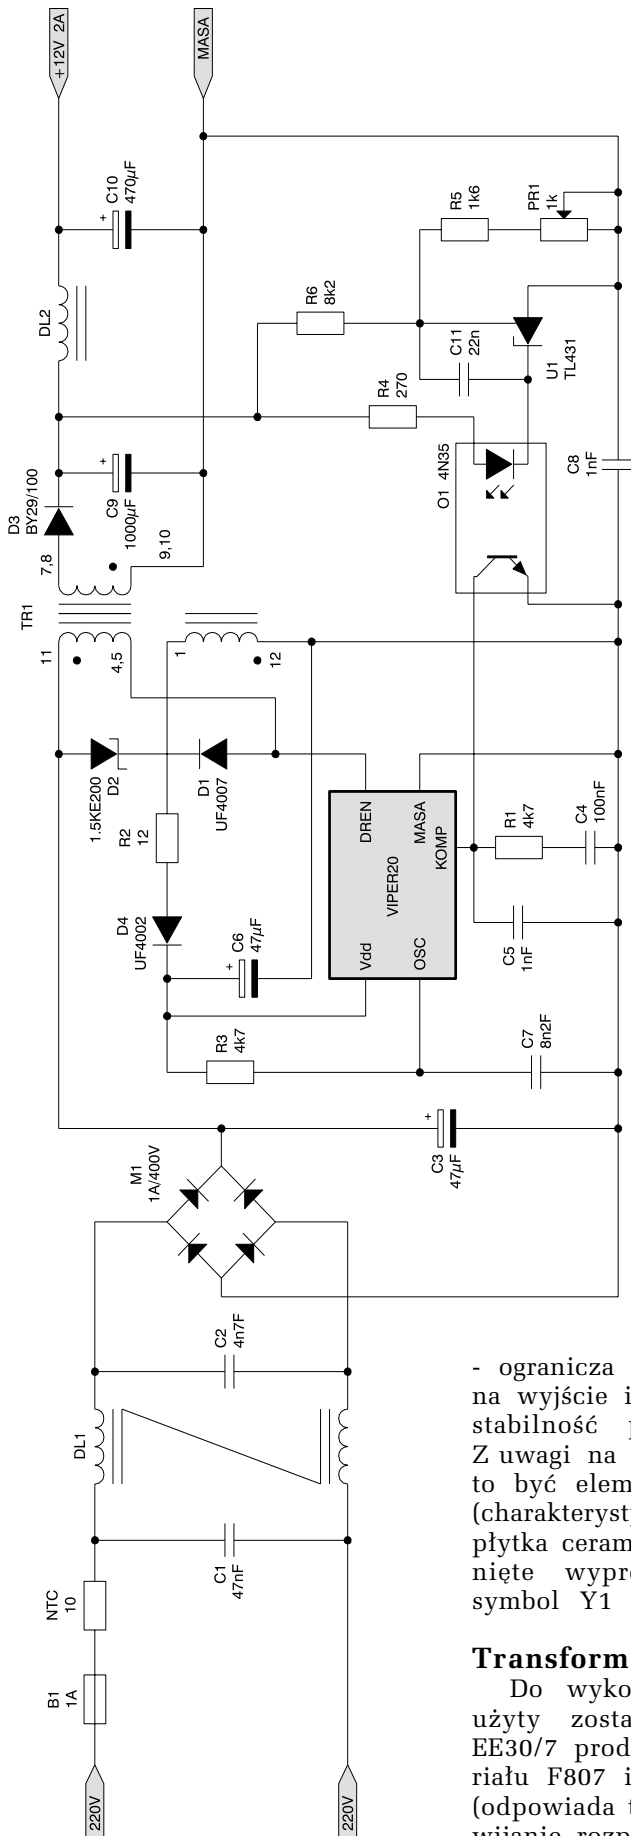 +12V 2A
MASA
C10
470µF
DL2
R5
1k6
PR1
1k
R6
8k2
C11
22n
U1
TL431
R4
270
O1 4N35
C8
1nF
D3
BY29/100
C9
1000µF
7,8
9,10
TR1
11
4,5
1
12
1.5KE200
D2
D1
UF4007
R2
12
D4
UF4002
C6
47µF
DREN
MASA
KOMP
VIPER20
Vdd
OSC
R1
4k7
C4
100nF
C5
1nF
R3
4k7
C7
8n2F
C3
47µF
M1
1A/400V
C2
4n7F
DL1
C1
47nF
NTC
10
B1
1A
220V
220V
- ogranicza
na wyjście i
stabilność p
Z uwagi na
to być elem
(charakteryst
płytka ceram
nięte wypr
symbol Y1
Transform
Do wyko
użyty zosta
EE30/7 prod
riału F807 i
(odpowiada t